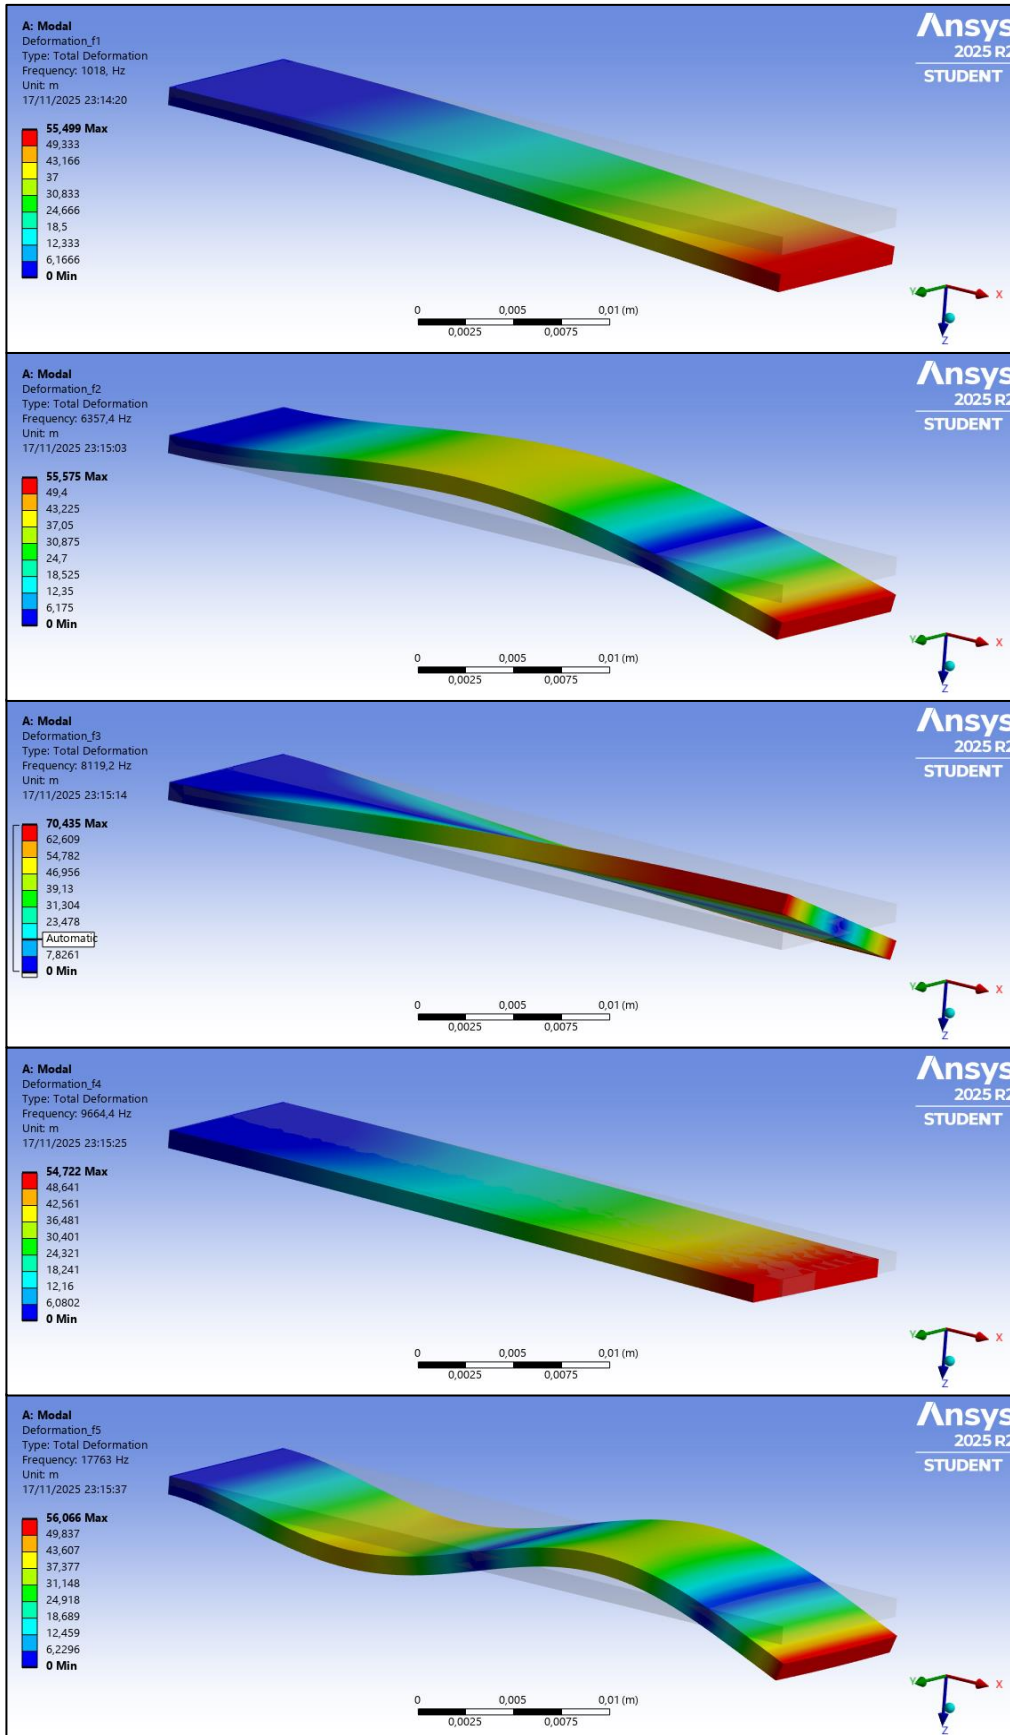 A: Modal
Deformation_f1
Type: Total Deformation
Frequency: 1018, Hz
Unit: m
17/11/2025 23:14:20
55,499 Max
49,333
43,166
37
30,833
24,666
18,5
12,333
6,1666
0 Min
Ansys
2025 R2
STUDENT
0
0,005
0,01 (m)
0,0025
0,0075
Y
X
Z
A: Modal
Deformation_f2
Type: Total Deformation
Frequency: 6357,4 Hz
Unit: m
17/11/2025 23:15:03
55,575 Max
49,4
43,225
37,05
30,875
24,7
18,525
12,35
6,175
0 Min
Ansys
2025 R2
STUDENT
0
0,005
0,01 (m)
0,0025
0,0075
Y
X
Z
A: Modal
Deformation_f3
Type: Total Deformation
Frequency: 8119,2 Hz
Unit: m
17/11/2025 23:15:14
70,435 Max
62,609
54,782
46,956
39,13
31,304
23,478
Automatic
7,8261
0 Min
Ansys
2025 R2
STUDENT
0
0,005
0,01 (m)
0,0025
0,0075
Y
X
Z
A: Modal
Deformation_f4
Type: Total Deformation
Frequency: 9664,4 Hz
Unit: m
17/11/2025 23:15:25
54,722 Max
48,641
42,561
36,481
30,401
24,321
18,241
12,16
6,0802
0 Min
Ansys
2025 R2
STUDENT
0
0,005
0,01 (m)
0,0025
0,0075
Y
X
Z
A: Modal
Deformation_f5
Type: Total Deformation
Frequency: 17763 Hz
Unit: m
17/11/2025 23:15:37
56,066 Max
49,837
43,607
37,377
31,148
24,918
18,689
12,459
6,2296
0 Min
Ansys
2025 R2
STUDENT
0
0,005
0,01 (m)
0,0025
0,0075
Y
X
Z